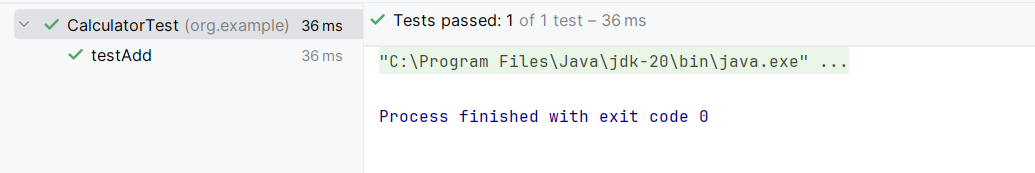 CalculatorTest (org.example) 36 ms
testAdd 36 ms
Tests passed: 1 of 1 test – 36 ms
"C:\Program Files\Java\jdk-20\bin\java.exe" ...
Process finished with exit code 0